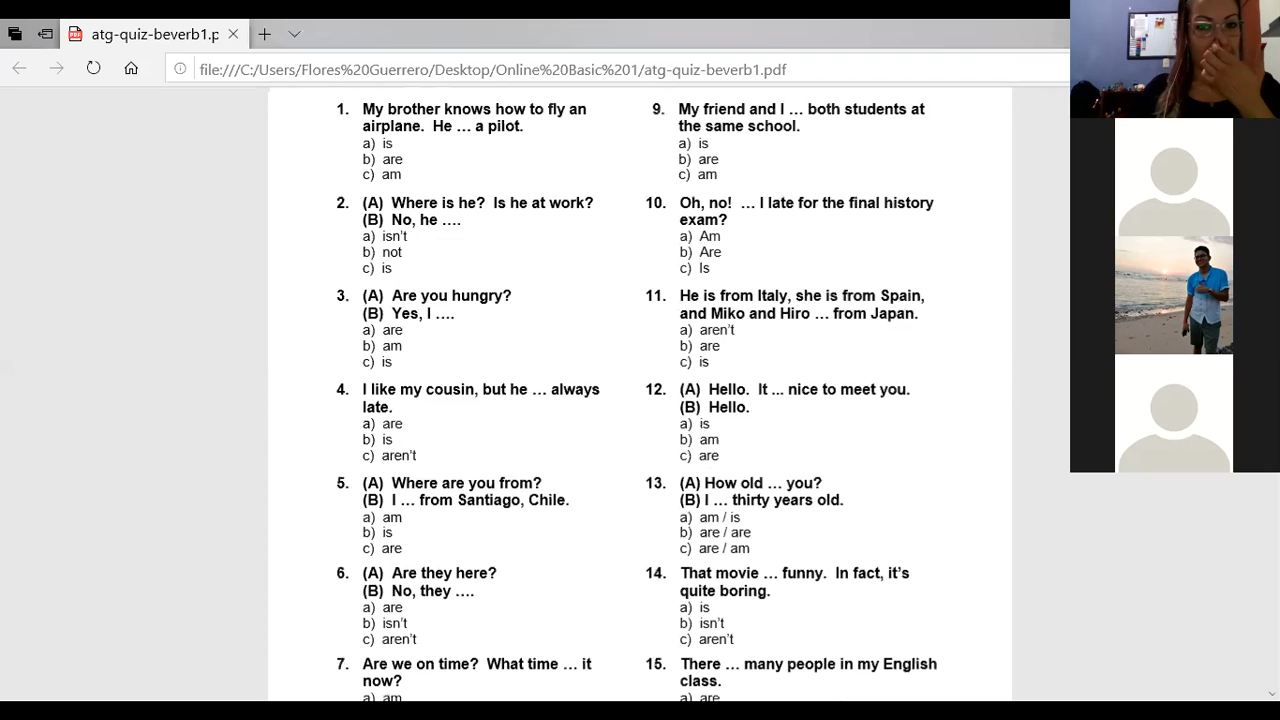 atg-quiz-beverb1.p
file:///C:/Users/Flores%20Guerrero/Desktop/Online%20Basic%201/atg-quiz-beverb1.pdf
1. My brother knows how to fly an
airplane. He … a pilot.
a) is
b) are
c) am
2. (A) Where is he? Is he at work?
(B) No, he ….
a) isn't
b) not
c) is
3. (A) Are you hungry?
(B) Yes, I ….
a) are
b) am
c) is
4. I like my cousin, but he … always
late.
a) are
b) is
c) aren't
5. (A) Where are you from?
(B) I … from Santiago, Chile.
a) am
b) is
c) are
6. (A) Are they here?
(B) No, they ….
a) are
b) isn't
c) aren't
7. Are we on time? What time … it
now?
a) am
9. My friend and I … both students at
the same school.
a) is
b) are
c) am
10. Oh, no! … I late for the final history
exam?
a) Am
b) Are
c) Is
11. He is from Italy, she is from Spain,
and Miko and Hiro … from Japan.
a) aren't
b) are
c) is
12. (A) Hello. It ... nice to meet you.
(B) Hello.
a) is
b) am
c) are
13. (A) How old … you?
(B) I … thirty years old.
a) am / is
b) are / are
c) are / am
14. That movie … funny. In fact, it's
quite boring.
a) is
b) isn't
c) aren't
15. There … many people in my English
class.
a) are